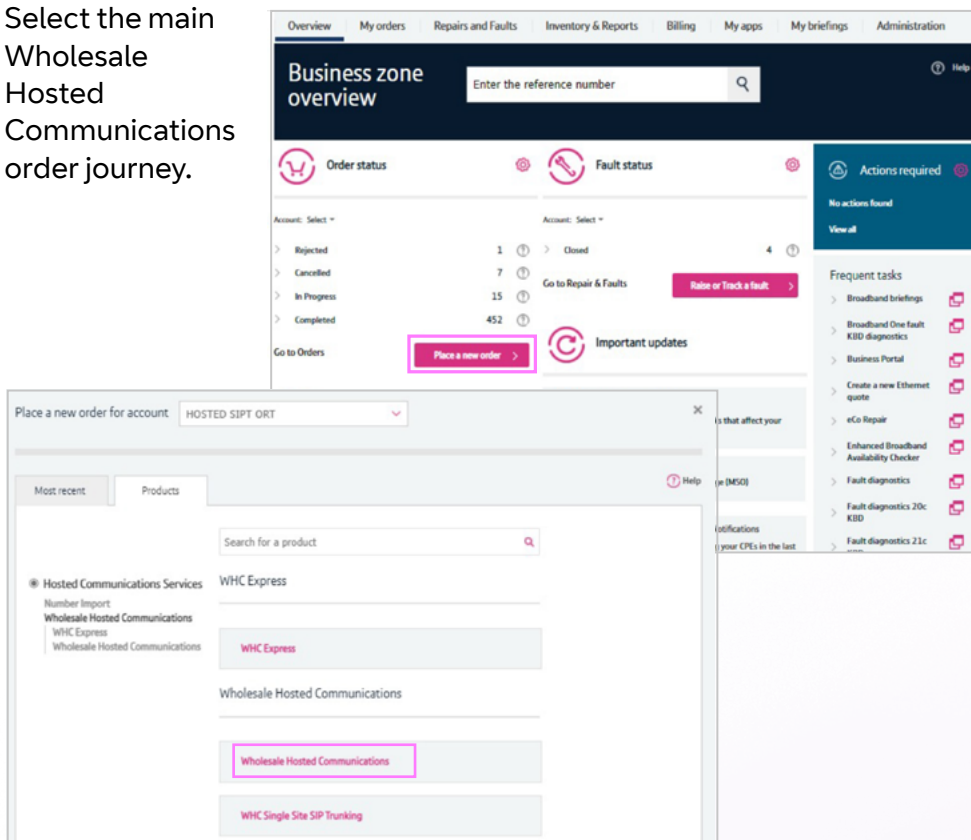 Select the main
Wholesale
Hosted
Communications
order journey.
Overview My orders Repairs and Faults Inventory & Reports Billing My apps My briefings Administration
Business zone
overview
Enter the reference number
Help
Order status
Account: Select
Rejected 1
Cancelled 7
In Progress 15
Completed 452
Go to Orders Place a new order
Fault status
Account: Select
Closed 4
Go to Repair & Faults Raise or Track a fault
Important updates
s that affect your
ge (MSO)
otifications
your CPEs in the last
Actions required
No actions found
View all
Frequent tasks
Broadband briefings
Broadband One fault
KBD diagnostics
Business Portal
Create a new Ethernet
quote
eCo Repair
Enhanced Broadband
Availability Checker
Fault diagnostics
Fault diagnostics 20c
KBD
Fault diagnostics 21c
Place a new order for account HOSTED SIPT ORT
Help
Most recent Products
Search for a product
Hosted Communications Services
Number Import
Wholesale Hosted Communications
WHC Express
Wholesale Hosted Communications
WHC Express
WHC Express
Wholesale Hosted Communications
Wholesale Hosted Communications
WHC Single Site SIP Trunking